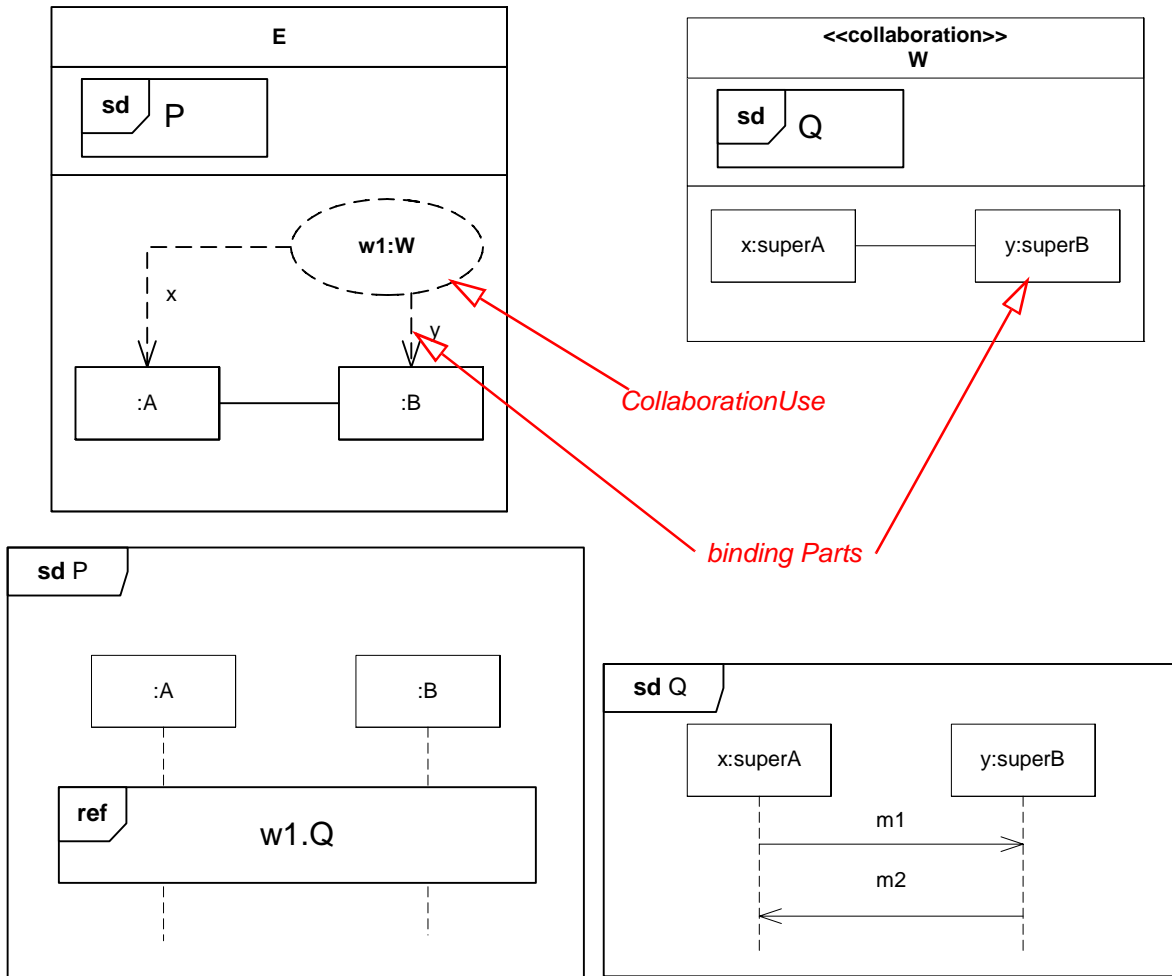 E
sd P
w1:W
x
y
:A
:B
<<collaboration>>
W
sd Q
x:superA
y:superB
CollaborationUse
binding Parts
sd P
:A
:B
ref
w1.Q
sd Q
x:superA
y:superB
m1
m2